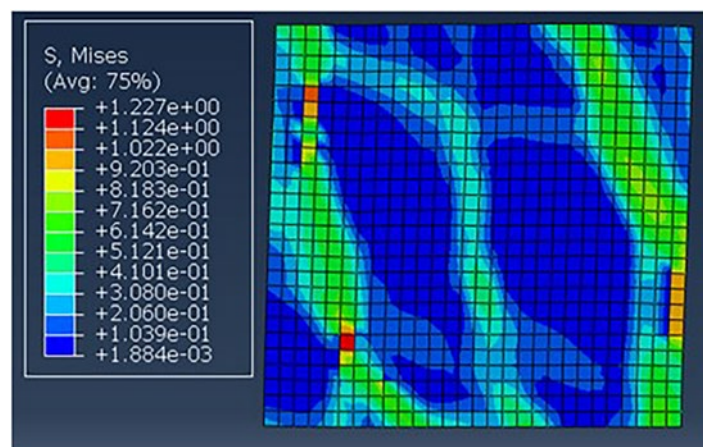 S, Mises
(Avg: 75%)
+1.227e+00
+1.124e+00
+1.022e+00
+9.203e-01
+8.183e-01
+7.162e-01
+6.142e-01
+5.121e-01
+4.101e-01
+3.080e-01
+2.060e-01
+1.039e-01
+1.884e-03